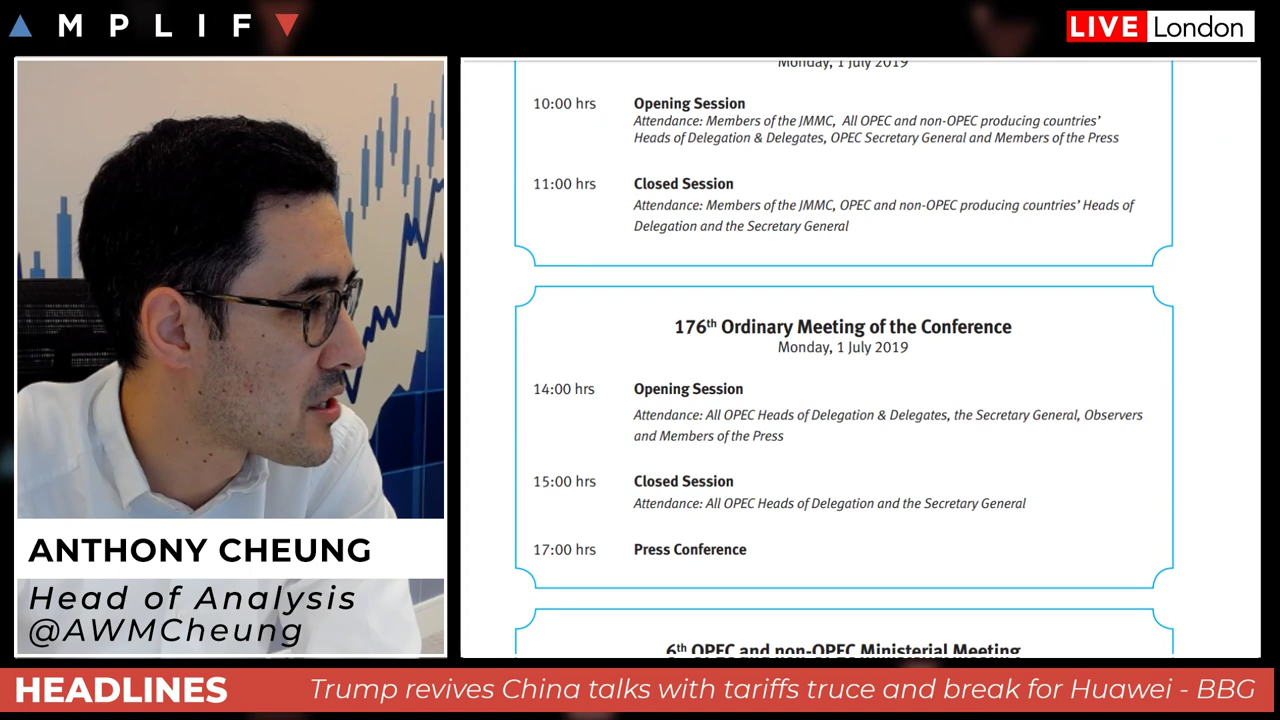 ▲ M P L I F ▼
LIVE London
Monday, 1 July 2019
10:00 hrs Opening Session
Attendance: Members of the JMMC, All OPEC and non-OPEC producing countries'
Heads of Delegation & Delegates, OPEC Secretary General and Members of the Press
11:00 hrs Closed Session
Attendance: Members of the JMMC, OPEC and non-OPEC producing countries' Heads of
Delegation and the Secretary General
176th Ordinary Meeting of the Conference
Monday, 1 July 2019
14:00 hrs Opening Session
Attendance: All OPEC Heads of Delegation & Delegates, the Secretary General, Observers
and Members of the Press
15:00 hrs Closed Session
Attendance: All OPEC Heads of Delegation and the Secretary General
17:00 hrs Press Conference
6th OPEC and non-OPEC Ministerial Meeting
ANTHONY CHEUNG
Head of Analysis
@AWMCheung
HEADLINES Trump revives China talks with tariffs truce and break for Huawei - BBG